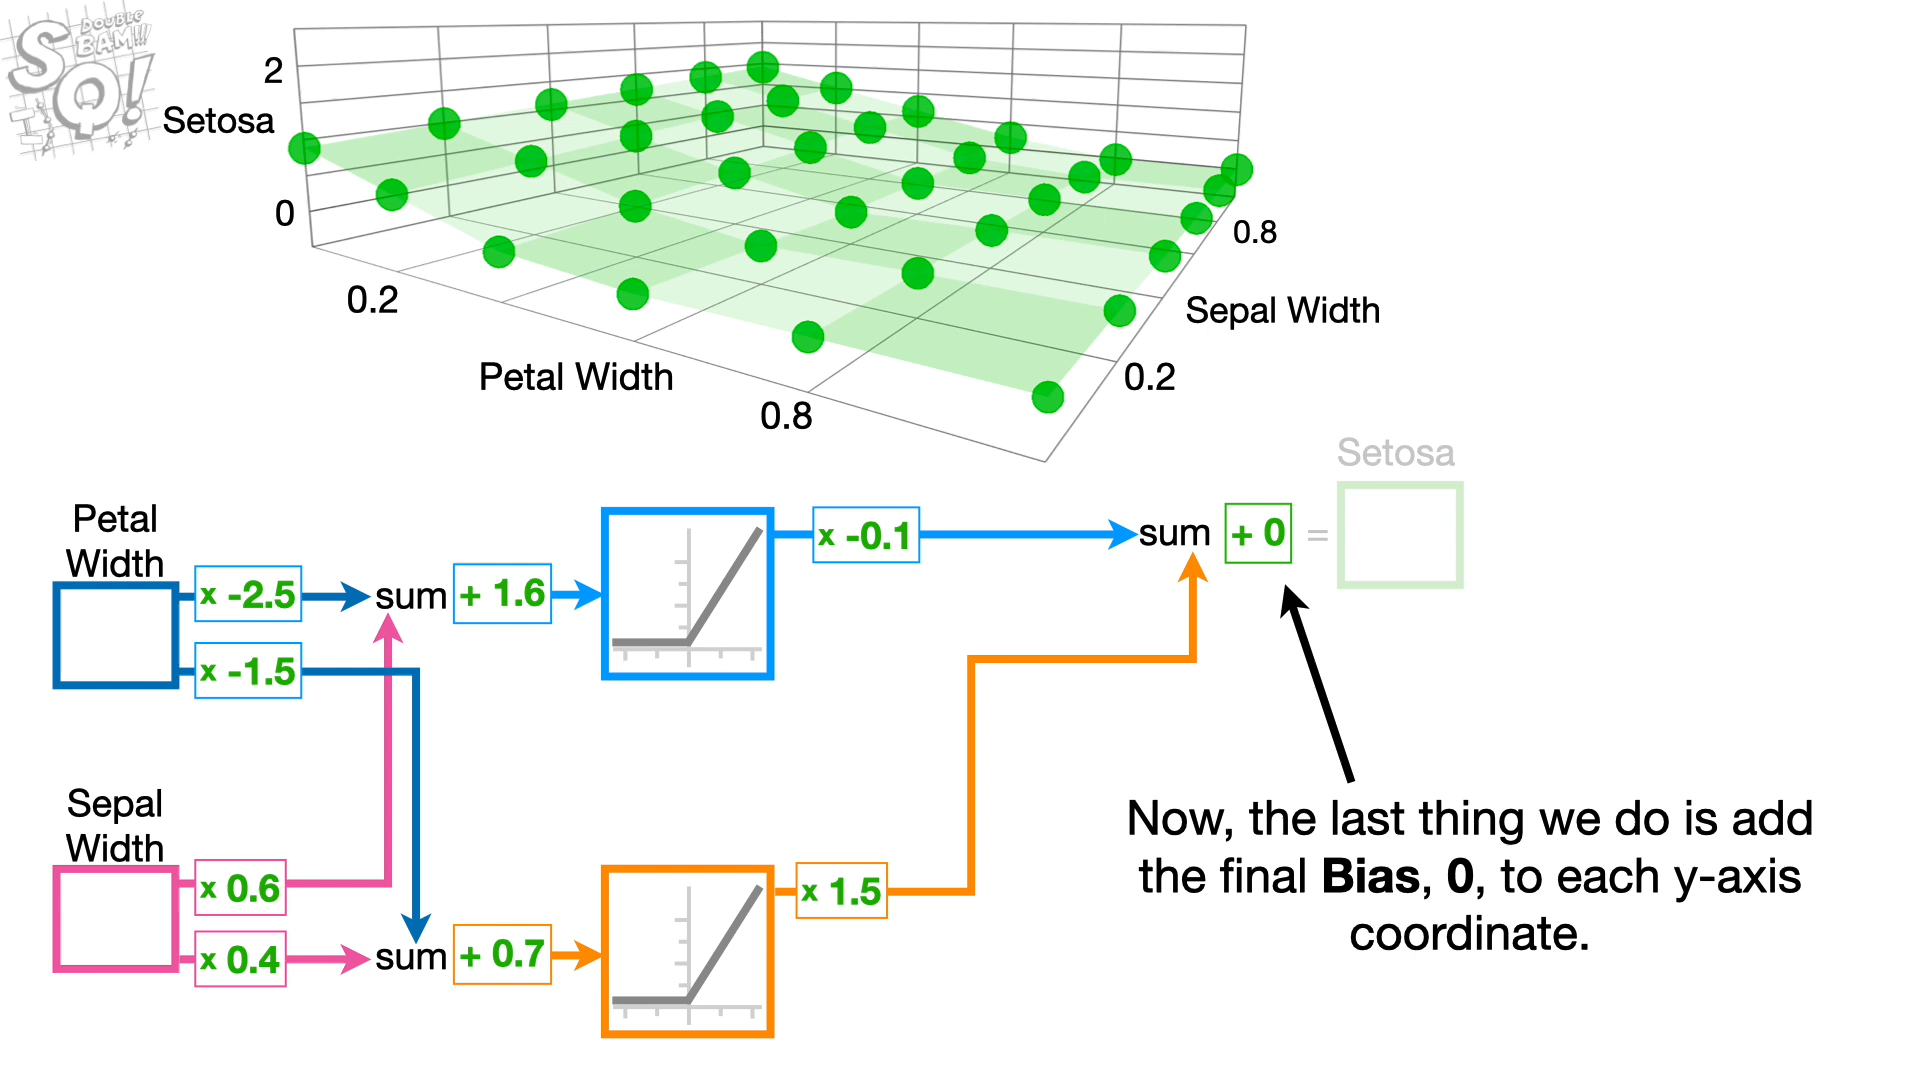 DOUBLE
BAM!!!
SQ!
2
Setosa
0
0.2
Petal Width
0.8
0.2
Sepal Width
0.8
Setosa
Petal
Width
x -2.5
sum
+ 1.6
x -0.1
sum
+ 0
=
x -1.5
Sepal
Width
x 0.6
x 0.4
sum
+ 0.7
x 1.5
Now, the last thing we do is add
the final Bias, 0, to each y-axis
coordinate.